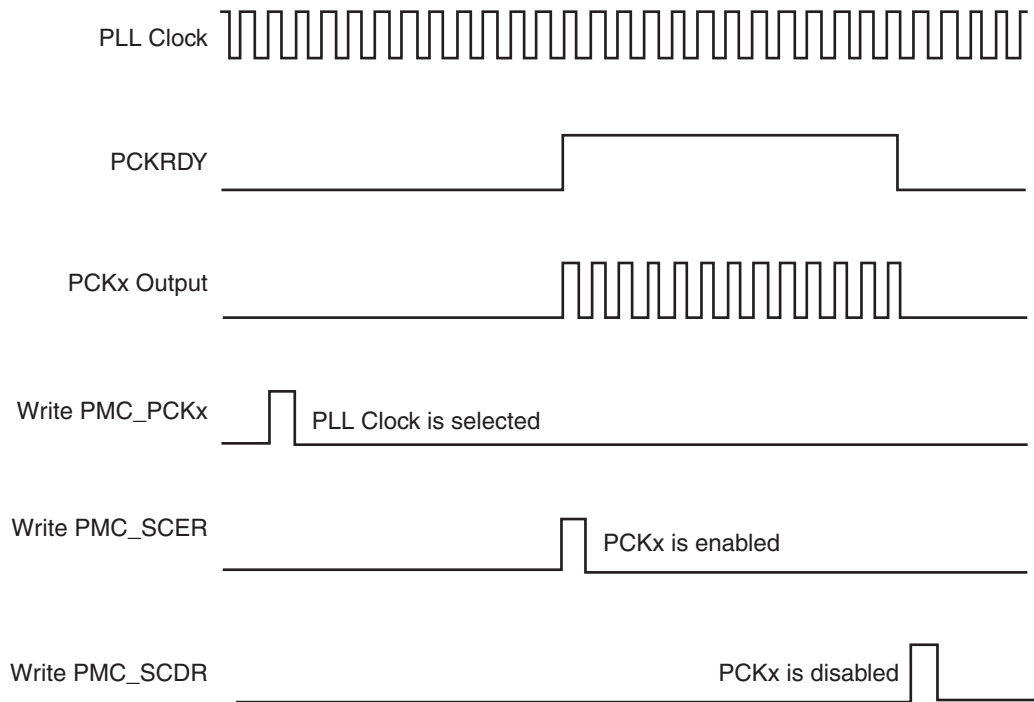 PLL Clock
PCKRDY
PCKx Output
Write PMC_PCKx
PLL Clock is selected
Write PMC_SCER
PCKx is enabled
Write PMC_SCDR
PCKx is disabled